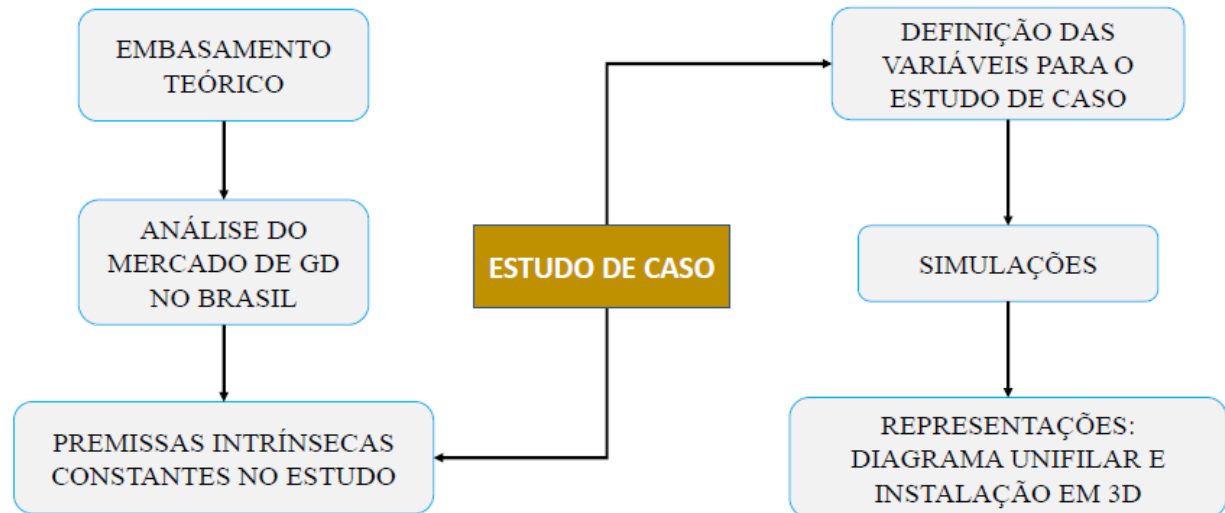 EMBASAMENTO
TEÓRICO
ANÁLISE DO
MERCADO DE GD
NO BRASIL
PREMISSAS INTRÍNSECAS
CONSTANTES NO ESTUDO
ESTUDO DE CASO
DEFINIÇÃO DAS
VARIÁVEIS PARA O
ESTUDO DE CASO
SIMULAÇÕES
REPRESENTAÇÕES:
DIAGRAMA UNIFILAR E
INSTALAÇÃO EM 3D